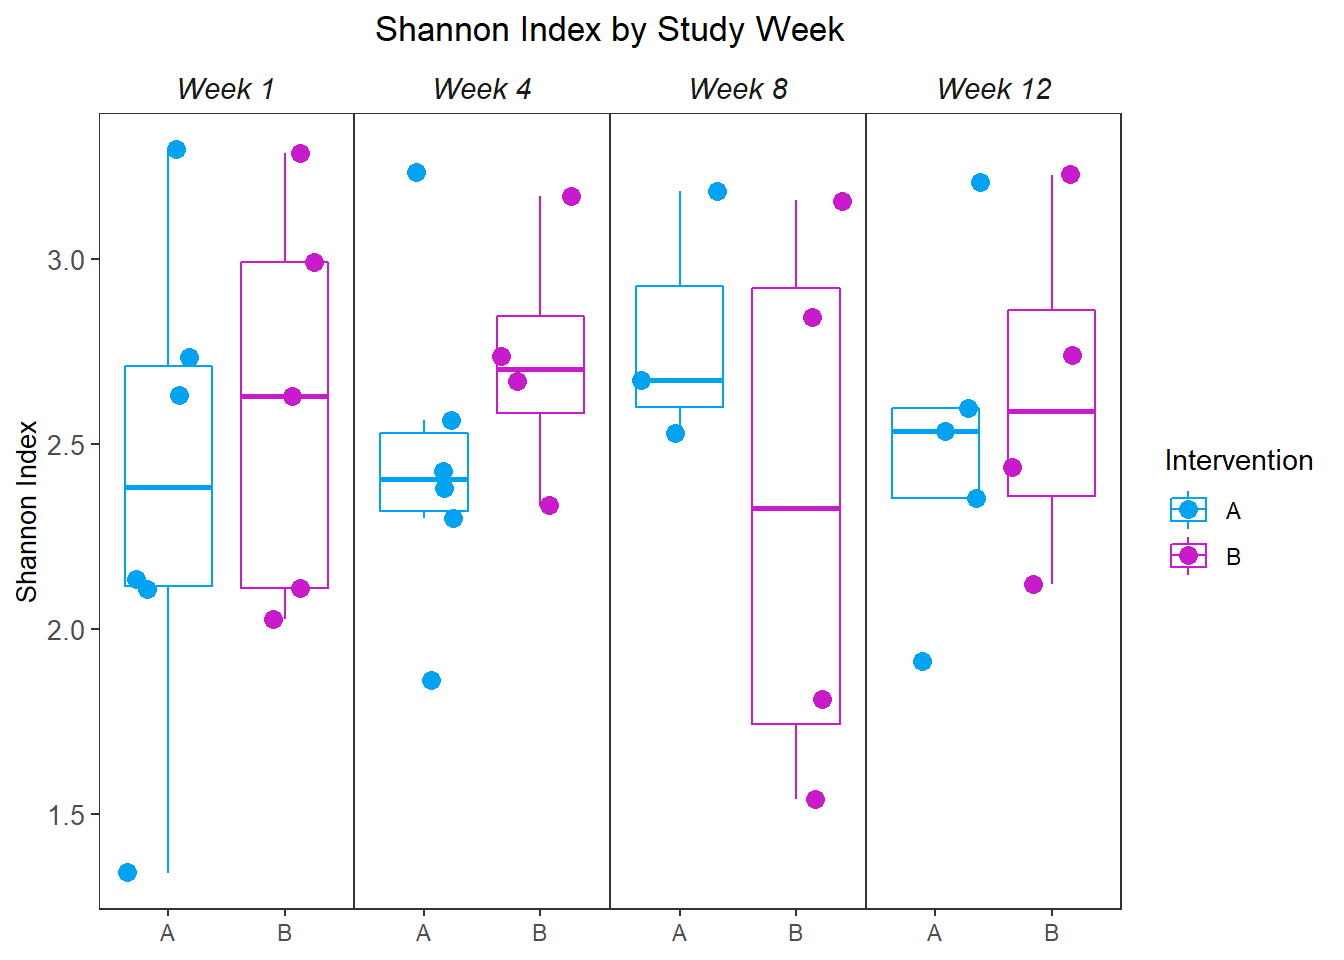 Shannon Index by Study Week
Week 1
Week 4
Week 8
Week 12
Shannon Index
3.0
2.5
2.0
1.5
A
B
A
B
A
B
A
B
Intervention
A
B